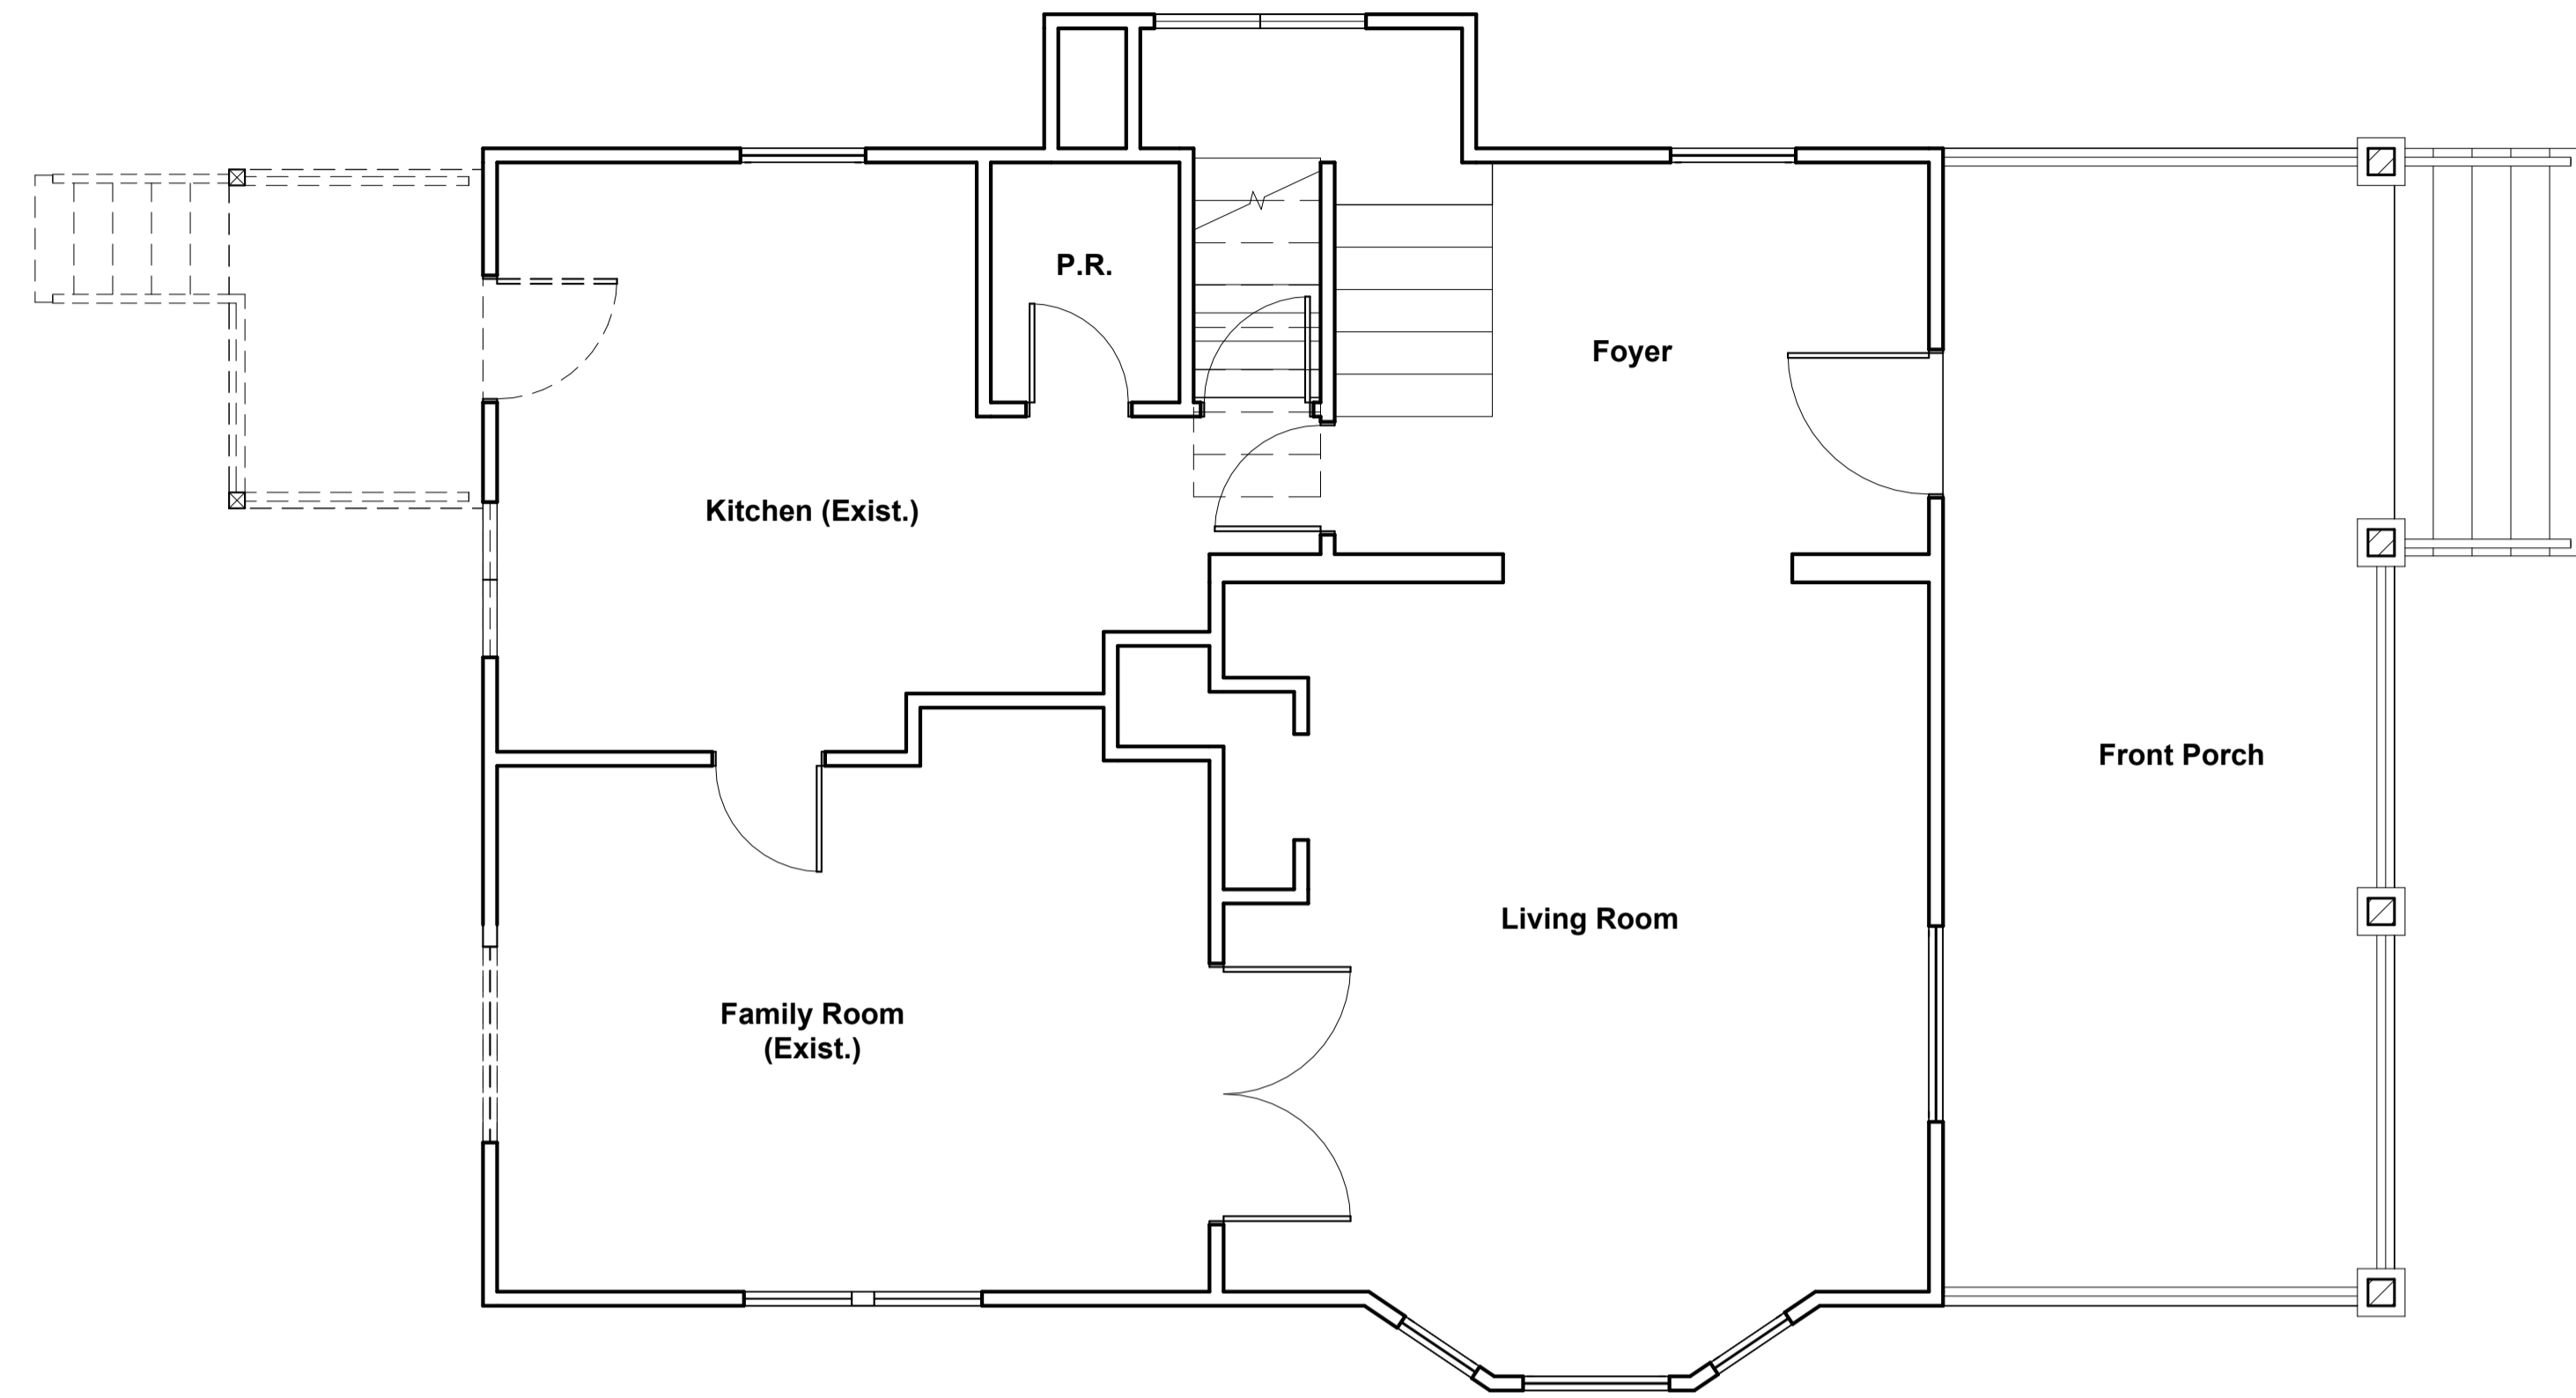 P.R.
Foyer
Kitchen (Exist.)
Front Porch
Living Room
Family Room
(Exist.)